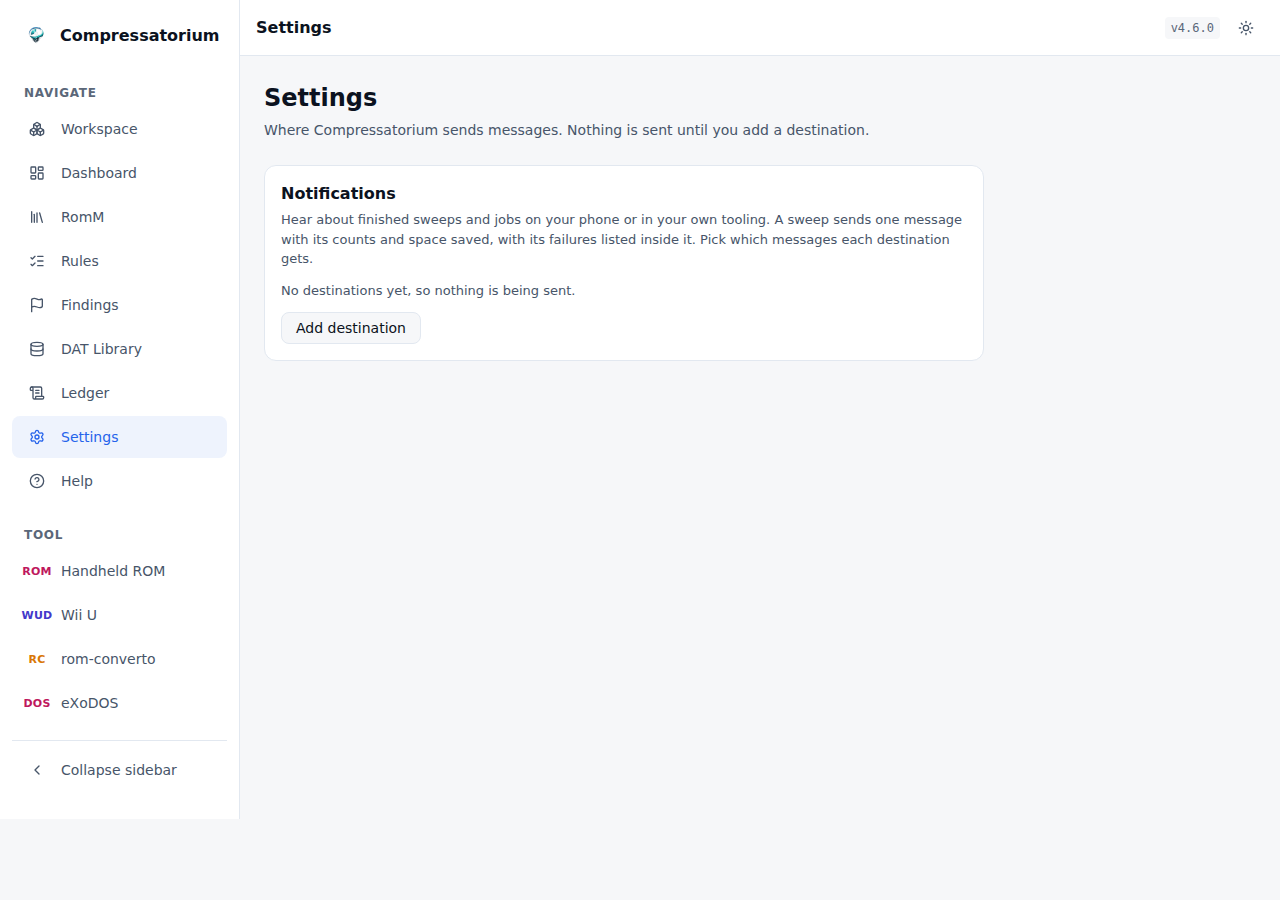 Compressatorium
Settings
v4.6.0
NAVIGATE
Workspace
Dashboard
RomM
Rules
Findings
DAT Library
Ledger
Settings
Help
TOOL
ROM Handheld ROM
WUD Wii U
RC rom-converto
DOS eXoDOS
Collapse sidebar
Settings
Where Compressatorium sends messages. Nothing is sent until you add a destination.
Notifications
Hear about finished sweeps and jobs on your phone or in your own tooling. A sweep sends one message
with its counts and space saved, with its failures listed inside it. Pick which messages each destination
gets.
No destinations yet, so nothing is being sent.
Add destination